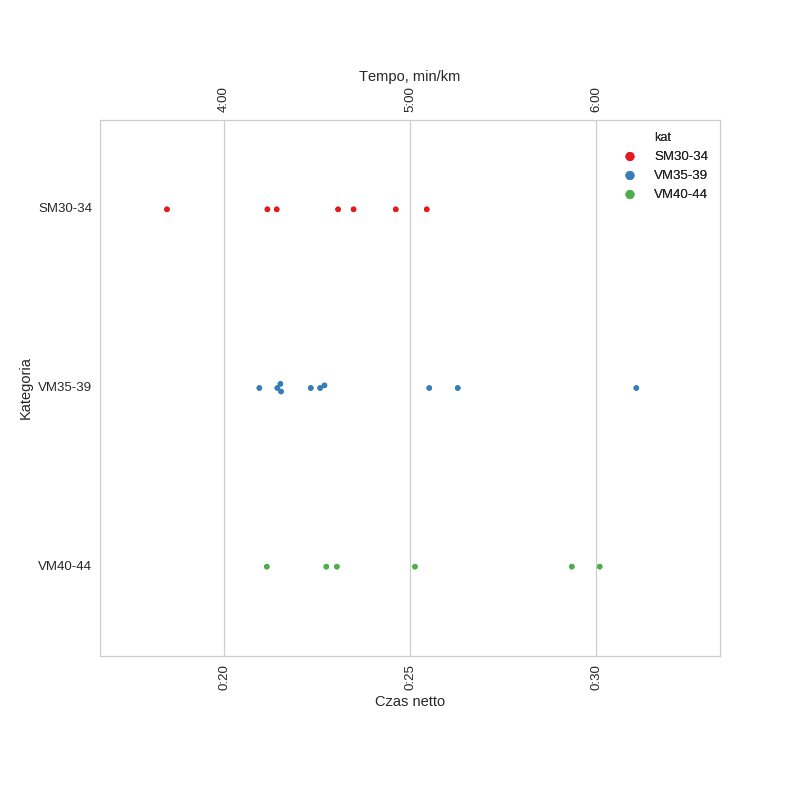 Tempo, min/km
4:00
5:00
6:00
kat
SM30-34
VM35-39
VM40-44
SM30-34
VM35-39
VM40-44
Kategoria
0:20
0:25
0:30
Czas netto